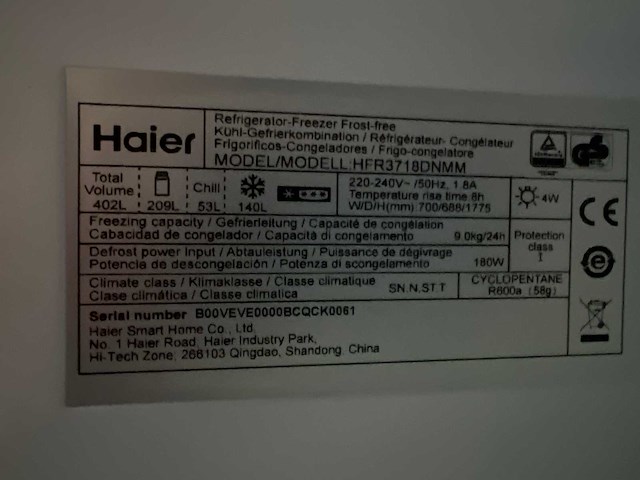 Haier
Refrigerator-Freezer Frost-free
Kühl-Gefrierkombination / Réfrigérateur- Congélateur
Frigoríficos-Congeladores / Frigo-congelatore
MODEL/MODELL:HFR3718DNMM
Total Volume 402L
209L
Chill 53L
140L
220-240V~ /50Hz, 1.8A
Temperature rise time 8h
W/D/H(mm):700/688/1775
4W
Freezing capacity / Gefrierleitung / Capacité de congélation
Cabacidad de congelador / Capacita di congelamento 9.0kg/24h
Defrost power Input / Abtauleistung / Puissance de dégivrage
Potencia de descongelación / Potenza di scongelamento 180W
Protection class I
Climate class / Klimaklasse / Classe climatique
Clase climática / Classe climatica SN.N.ST.T
CYCLOPENTANE
R600a (58g)
Serial number B00VEVE0000BCQCK0061
Haier Smart Home Co., Ltd.
No. 1 Haier Road, Haier Industry Park,
Hi-Tech Zone, 266103 Qingdao, Shandong, China
CE